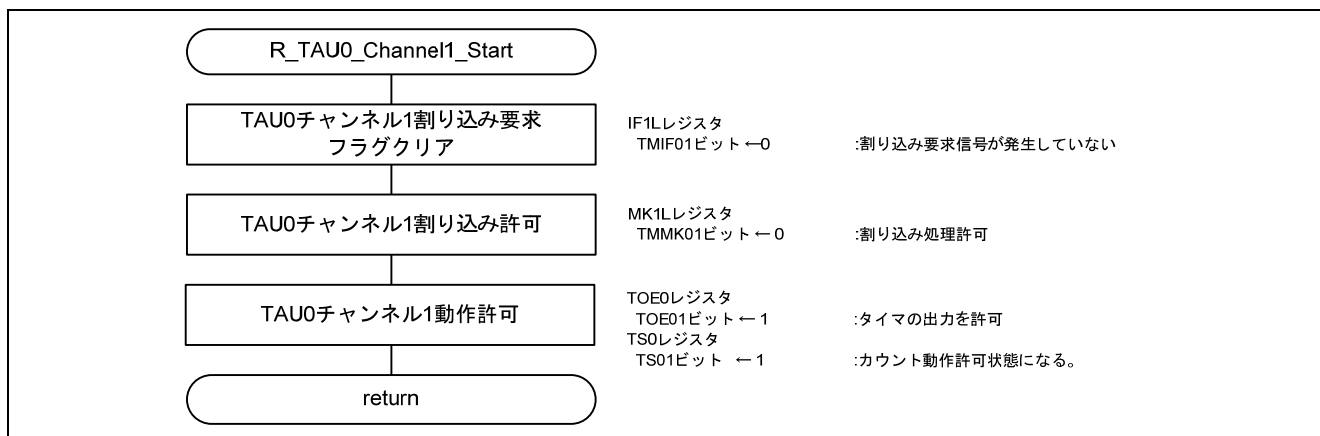 R_TAU0_Channel1_Start
TAU0チャンネル1割り込み要求
フラグクリア
IF1Lレジスタ
TMIF01ビット ←0 :割り込み要求信号が発生していない
TAU0チャンネル1割り込み許可
MK1Lレジスタ
TMMK01ビット ← 0 :割り込み処理許可
TAU0チャンネル1動作許可
TOE0レジスタ
TOE01ビット ← 1 :タイマの出力を許可
TS0レジスタ
TS01ビット ← 1 :カウント動作許可状態になる。
return